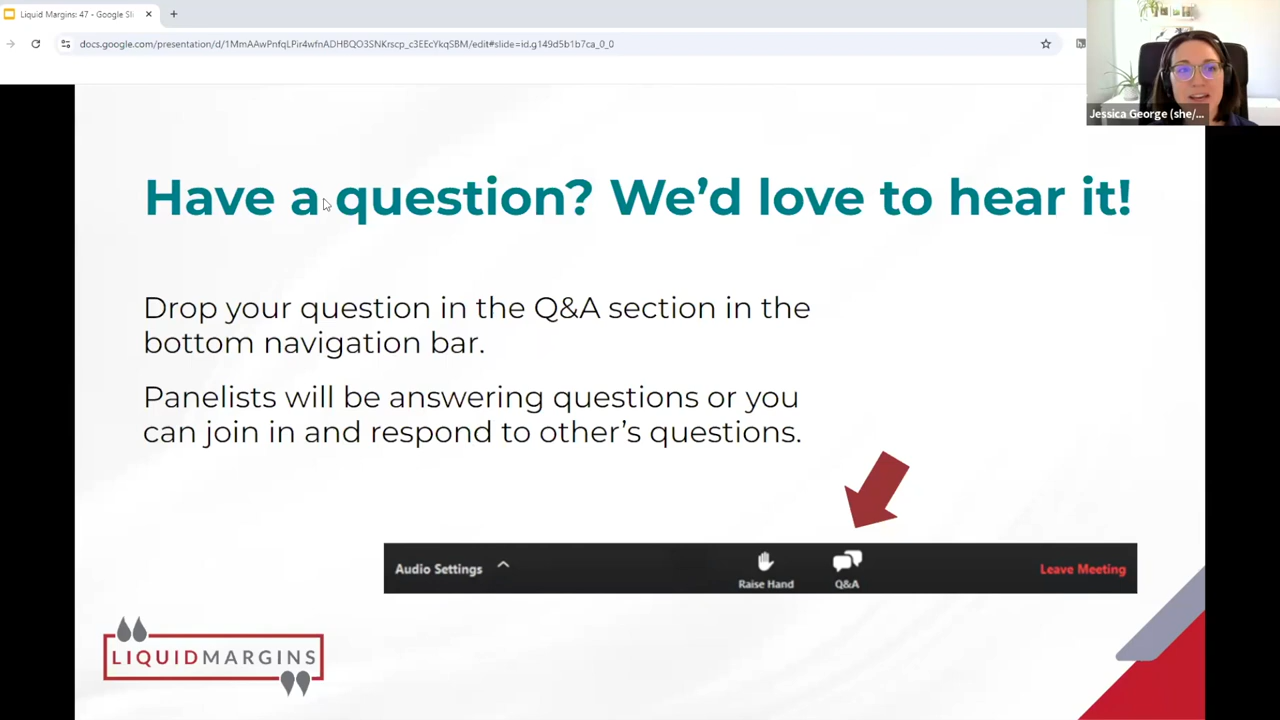 Liquid Margins: 47 - Google Sli
docs.google.com/presentation/d/1MmAAwPnfqLPir4wfnADHBQO3SNKrscp_c3EEcYkqSBM/edit#slide=id.g149d5b1b7ca_0_0
Jessica George (she/...
Have a question? We’d love to hear it!
Drop your question in the Q&A section in the
bottom navigation bar.
Panelists will be answering questions or you
can join in and respond to other’s questions.
Audio Settings
Raise Hand
Q&A
Leave Meeting
LIQUIDMARGINS